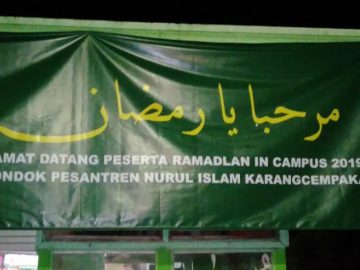 مرحبا يا رمضان
AMAT DATANG PESERTA RAMADLAN IN CAMPUS 2019
ONDOK PESANTREN NURUL ISLAM KARANGCEMPAKA